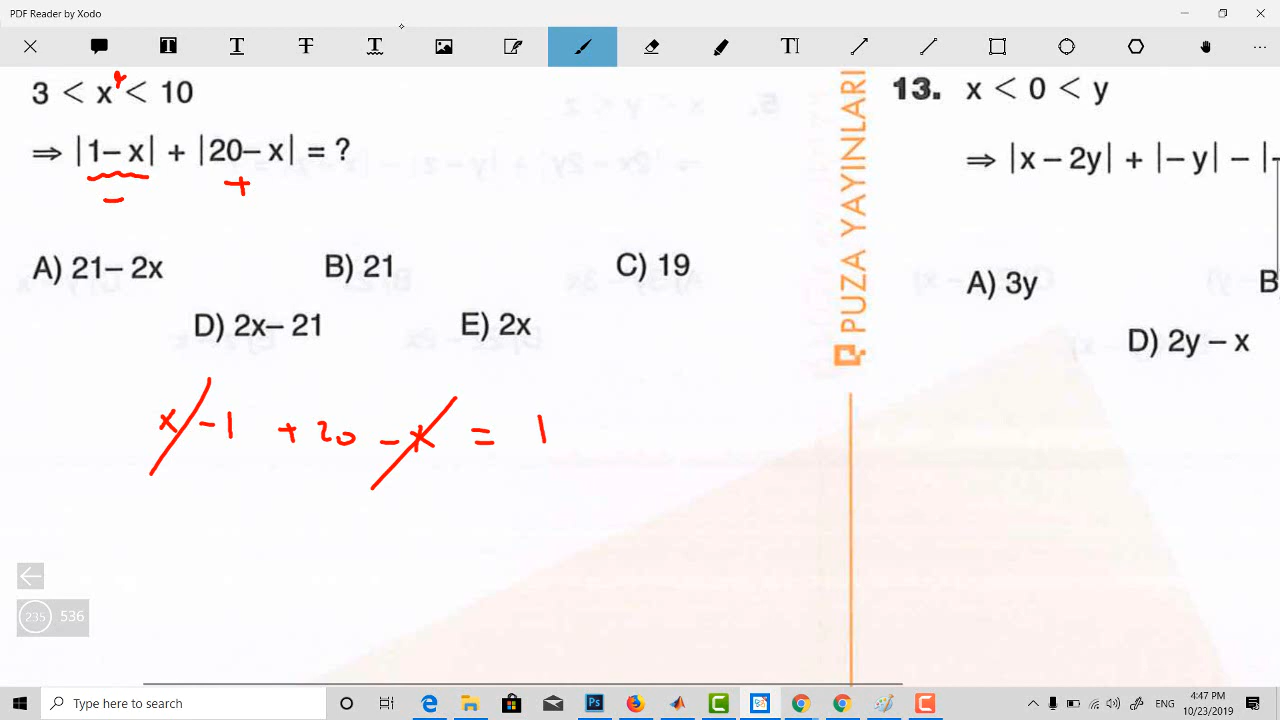 PDF Reader by Xodo
3 < x < 10
4
⇒ |1– x| + |20– x| = ?
– +
A) 21– 2x B) 21 C) 19
D) 2x– 21 E) 2x
x – 1 + 20 – x = 1
PUZA YAYINLARI
13. x < 0 < y
⇒ |x – 2y| + |– y| – |–
A) 3y B
D) 2y – x
235 536
Type here to search
ENG
4:47 PM
10/23/2019